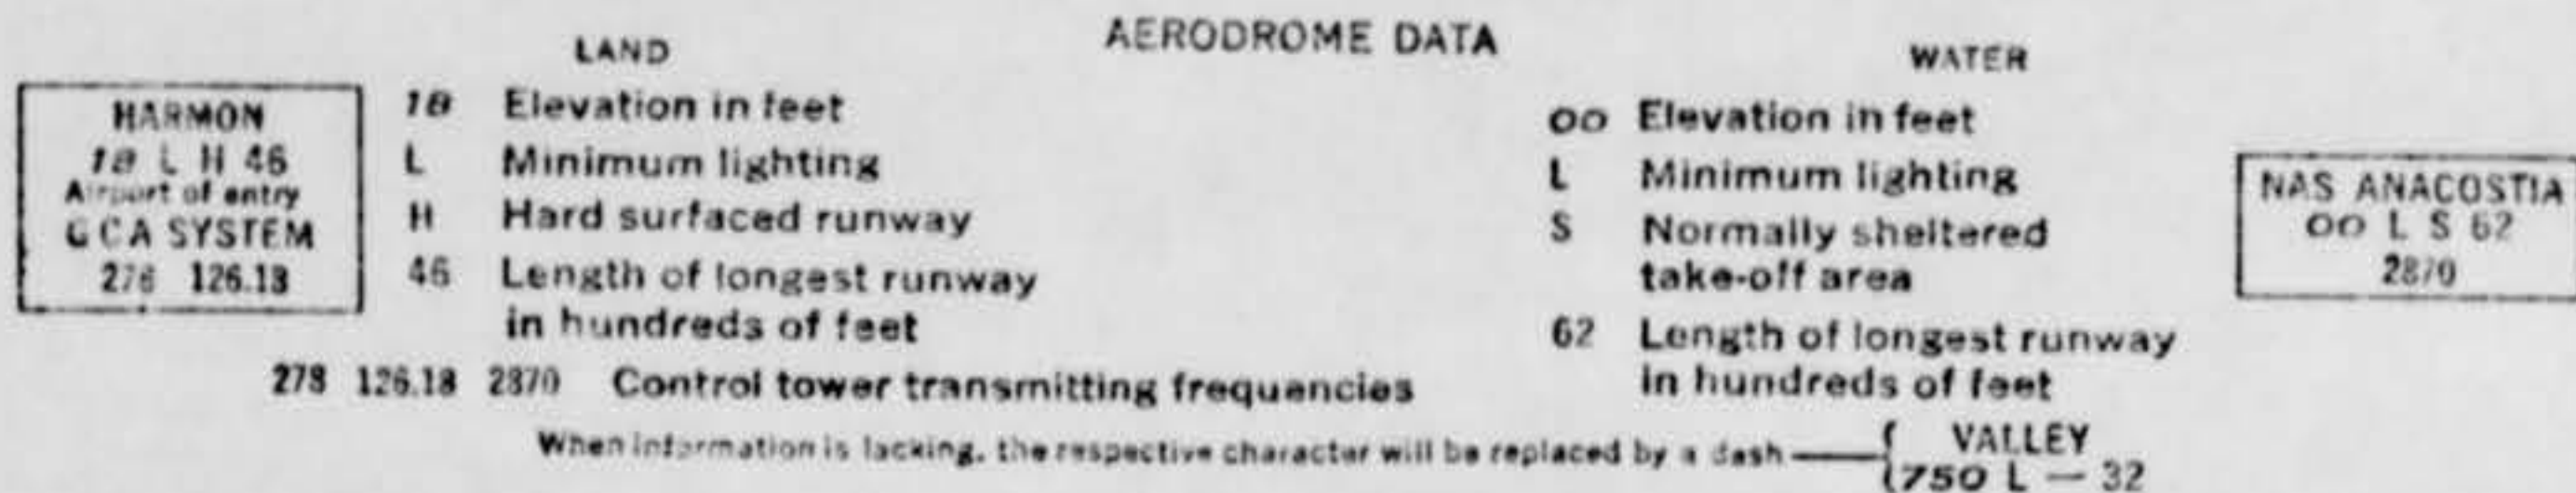 AERODROME DATA
LAND
HARMON
18 L H 46
Airport of entry
GCA SYSTEM
278 126.18
18 Elevation in feet
L Minimum lighting
H Hard surfaced runway
46 Length of longest runway
in hundreds of feet
278 126.18 2870 Control tower transmitting frequencies
WATER
00 Elevation in feet
L Minimum lighting
S Normally sheltered
take-off area
62 Length of longest runway
in hundreds of feet
NAS ANACOSTIA
00 L S 62
2870
When information is lacking, the respective character will be replaced by a dash
VALLEY
750 L — 32